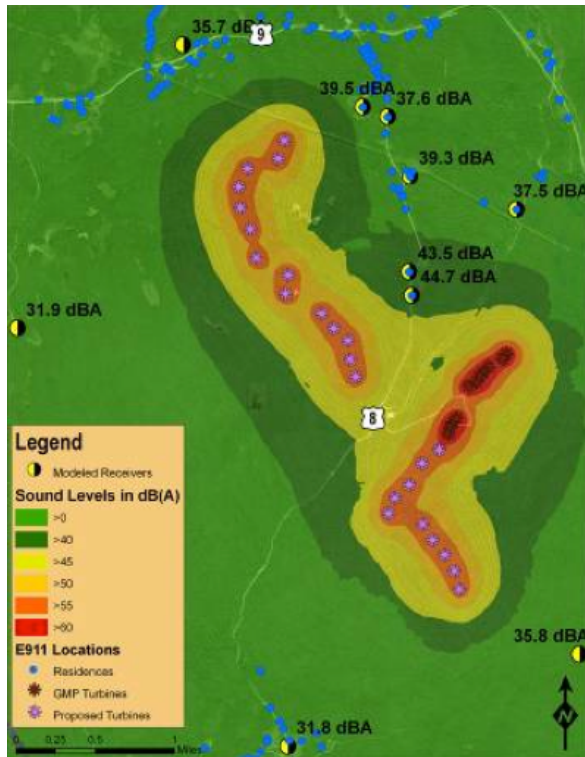 35.7 dBA
9
39.5 dBA
37.6 dBA
39.3 dBA
37.5 dBA
43.5 dBA
44.7 dBA
31.9 dBA
8
Legend
Modeled Receivers
Sound Levels in dB(A)
>0
>40
>45
>50
>55
>60
E911 Locations
Residences
GMP Turbines
Proposed Turbines
0 0.25 0.5 1
Miles
31.8 dBA
35.8 dBA
N